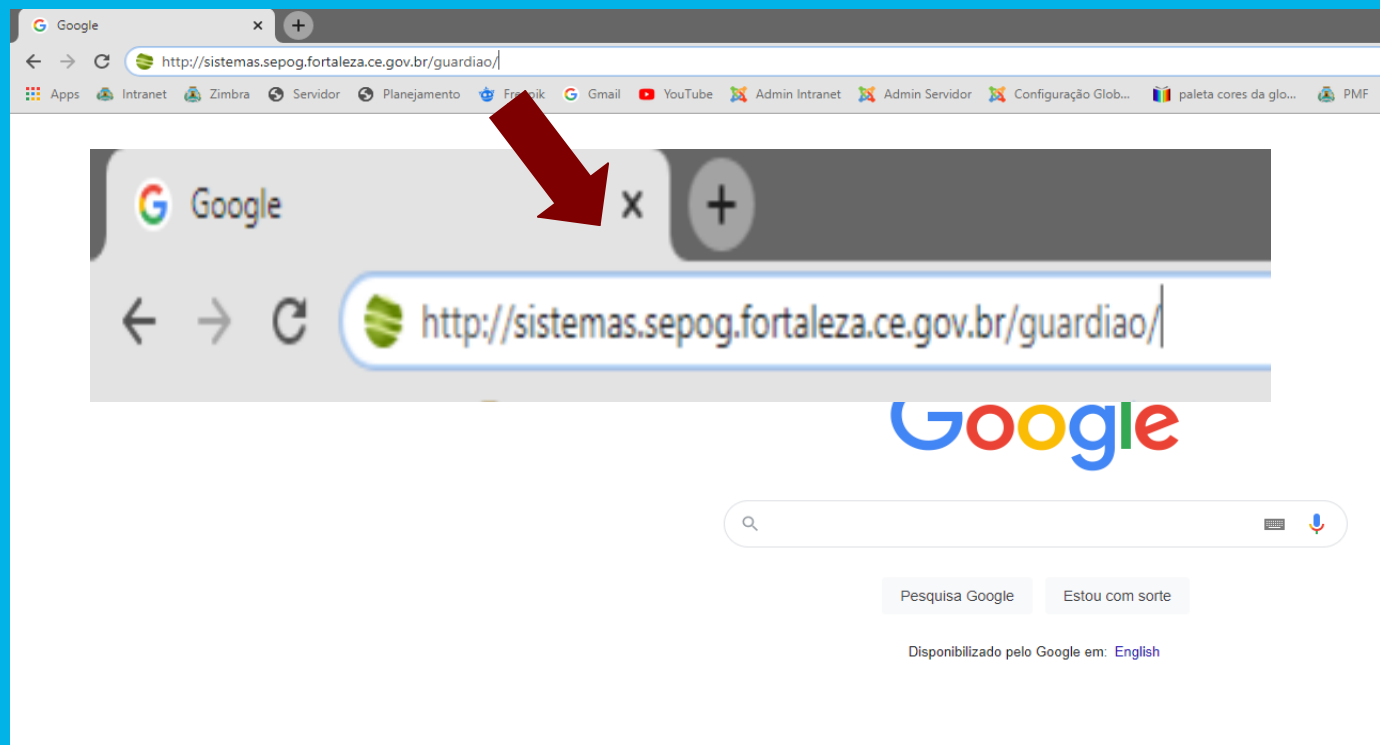 Google
http://sistemas.sepog.fortaleza.ce.gov.br/guardiao/
Apps Intranet Zimbra Servidor Planejamento Gmail YouTube Admin Intranet Admin Servidor Configuração Glob... paleta cores da glo... PMF
Google
http://sistemas.sepog.fortaleza.ce.gov.br/guardiao/
Google
Pesquisa Google Estou com sorte
Disponibilizado pelo Google em: English